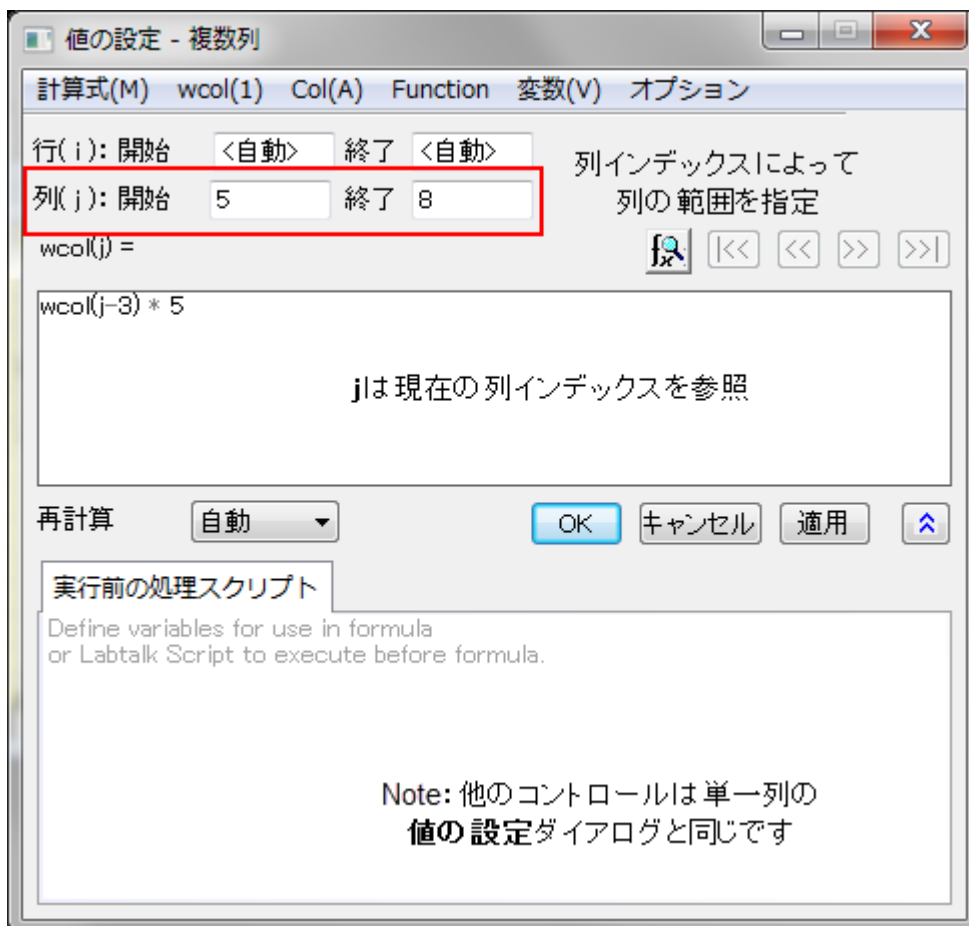 値の設定 - 複数列
計算式(M) wcol(1) Col(A) Function 変数(V) オプション
行(i): 開始 <自動> 終了 <自動>
列インデックスによって
列(j): 開始 5 終了 8
列の範囲を指定
wcol(j) =
|<< << >> >>|
wcol(j-3) * 5
jは現在の列インデックスを参照
再計算 自動 OK キャンセル 適用
実行前の処理スクリプト
Define variables for use in formula
or Labtalk Script to execute before formula.
Note: 他のコントロールは単一列の
値の設定ダイアログと同じです